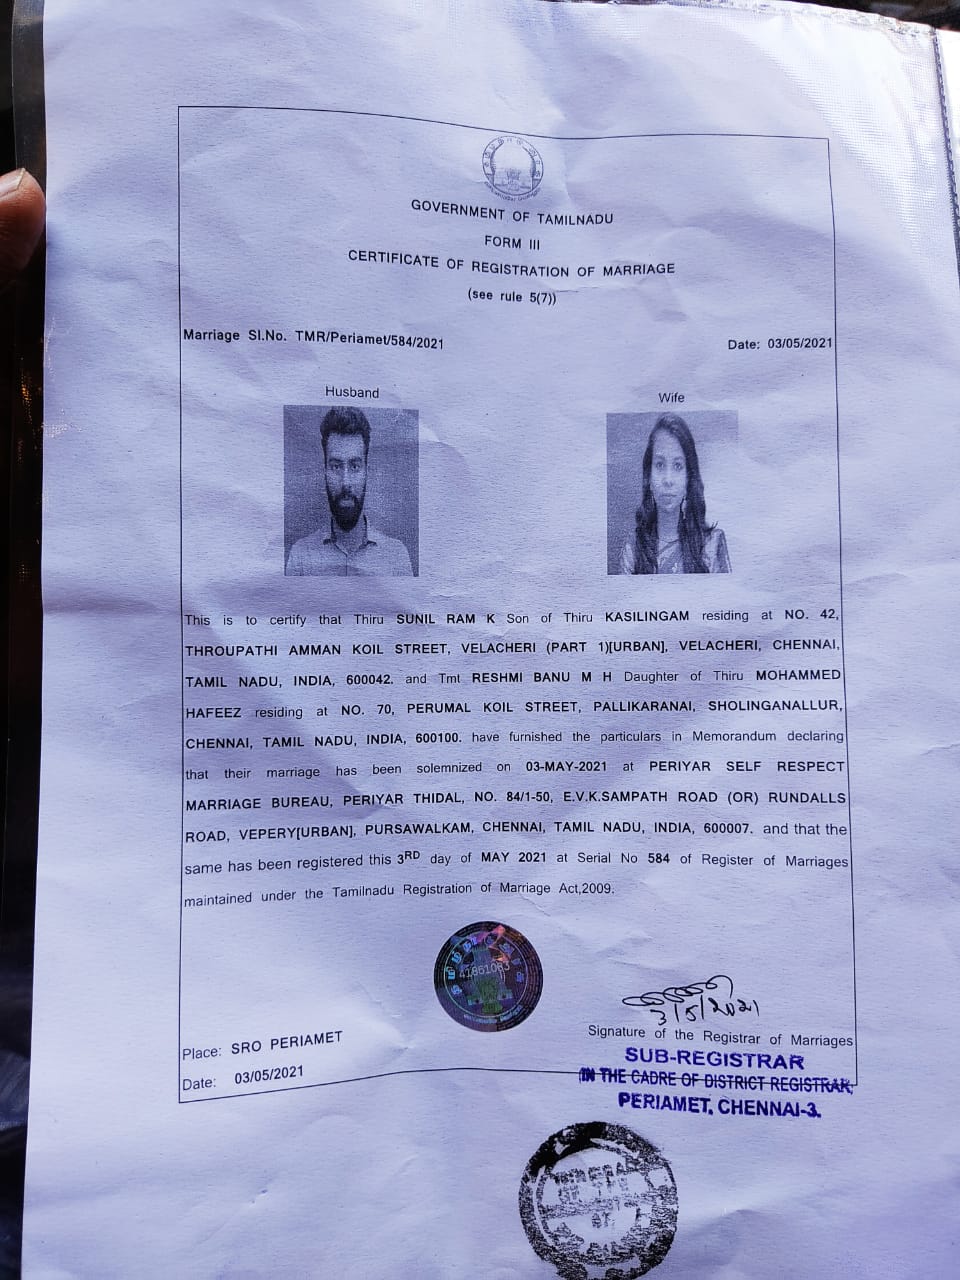 GOVERNMENT OF TAMILNADU
FORM III
CERTIFICATE OF REGISTRATION OF MARRIAGE
(see rule 5(7))
Marriage Sl.No. TMR/Periamet/584/2021
Date: 03/05/2021
Husband
Wife
This is to certify that Thiru SUNIL RAM K Son of Thiru KASILINGAM residing at NO. 42,
THROUPATHI AMMAN KOIL STREET, VELACHERI (PART 1)[URBAN], VELACHERI, CHENNAI,
TAMIL NADU, INDIA, 600042. and Tmt RESHMI BANU M H Daughter of Thiru MOHAMMED
HAFEEZ residing at NO. 70, PERUMAL KOIL STREET, PALLIKARANAI, SHOLINGANALLUR,
CHENNAI, TAMIL NADU, INDIA, 600100. have furnished the particulars in Memorandum declaring
that their marriage has been solemnized on 03-MAY-2021 at PERIYAR SELF RESPECT
MARRIAGE BUREAU, PERIYAR THIDAL, NO. 84/1-50, E.V.K.SAMPATH ROAD (OR) RUNDALLS
ROAD, VEPERY[URBAN], PURSAWALKAM, CHENNAI, TAMIL NADU, INDIA, 600007. and that the
same has been registered this 3RD day of MAY 2021 at Serial No 584 of Register of Marriages
maintained under the Tamilnadu Registration of Marriage Act,2009.
3/5/2021
Signature of the Registrar of Marriages
SUB-REGISTRAR
IN THE CADRE OF DISTRICT REGISTRAR,
PERIAMET, CHENNAI-3.
Place: SRO PERIAMET
Date: 03/05/2021